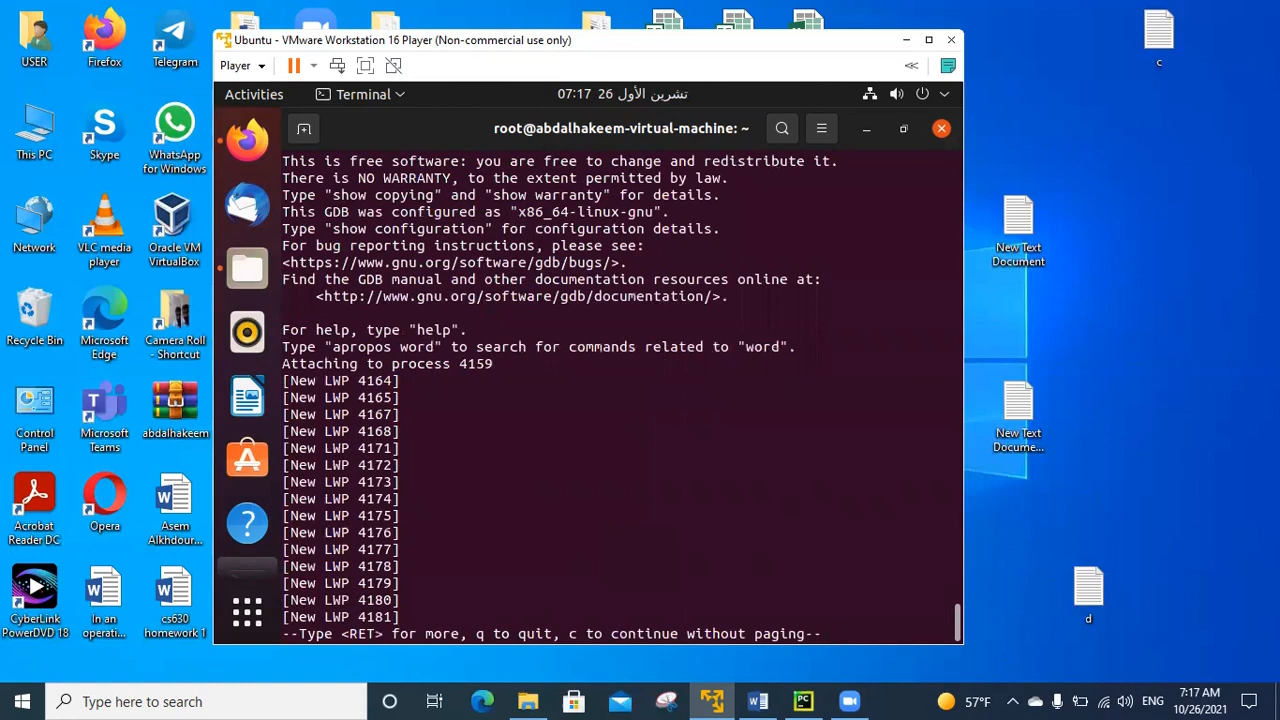 USER
Firefox
Telegram
This PC
Skype
WhatsApp
for Windows
Network
VLC media
player
Oracle VM
VirtualBox
Recycle Bin
Microsoft
Edge
Camera Roll
- Shortcut
Control
Panel
Microsoft
Teams
abdalhakeem
Acrobat
Reader DC
Opera
Asem
Alkhdour...
CyberLink
PowerDVD 18
In an
operati...
cs630
homework 1
c
New Text
Document
New Text
Docume...
d
Ubuntu - VMware Workstation 16 Player (Non-commercial use only)
Player
Activities
Terminal
07:17 26 تشرين الأول
root@abdalhakeem-virtual-machine: ~
This is free software: you are free to change and redistribute it.
There is NO WARRANTY, to the extent permitted by law.
Type "show copying" and "show warranty" for details.
This GDB was configured as "x86_64-linux-gnu".
Type "show configuration" for configuration details.
For bug reporting instructions, please see:
<https://www.gnu.org/software/gdb/bugs/>.
Find the GDB manual and other documentation resources online at:
<http://www.gnu.org/software/gdb/documentation/>.
For help, type "help".
Type "apropos word" to search for commands related to "word".
Attaching to process 4159
[New LWP 4164]
[New LWP 4165]
[New LWP 4167]
[New LWP 4168]
[New LWP 4171]
[New LWP 4172]
[New LWP 4173]
[New LWP 4174]
[New LWP 4175]
[New LWP 4176]
[New LWP 4177]
[New LWP 4178]
[New LWP 4179]
[New LWP 4180]
[New LWP 4181]
--Type <RET> for more, q to quit, c to continue without paging--
Type here to search
57°F
ENG
7:17 AM
10/26/2021